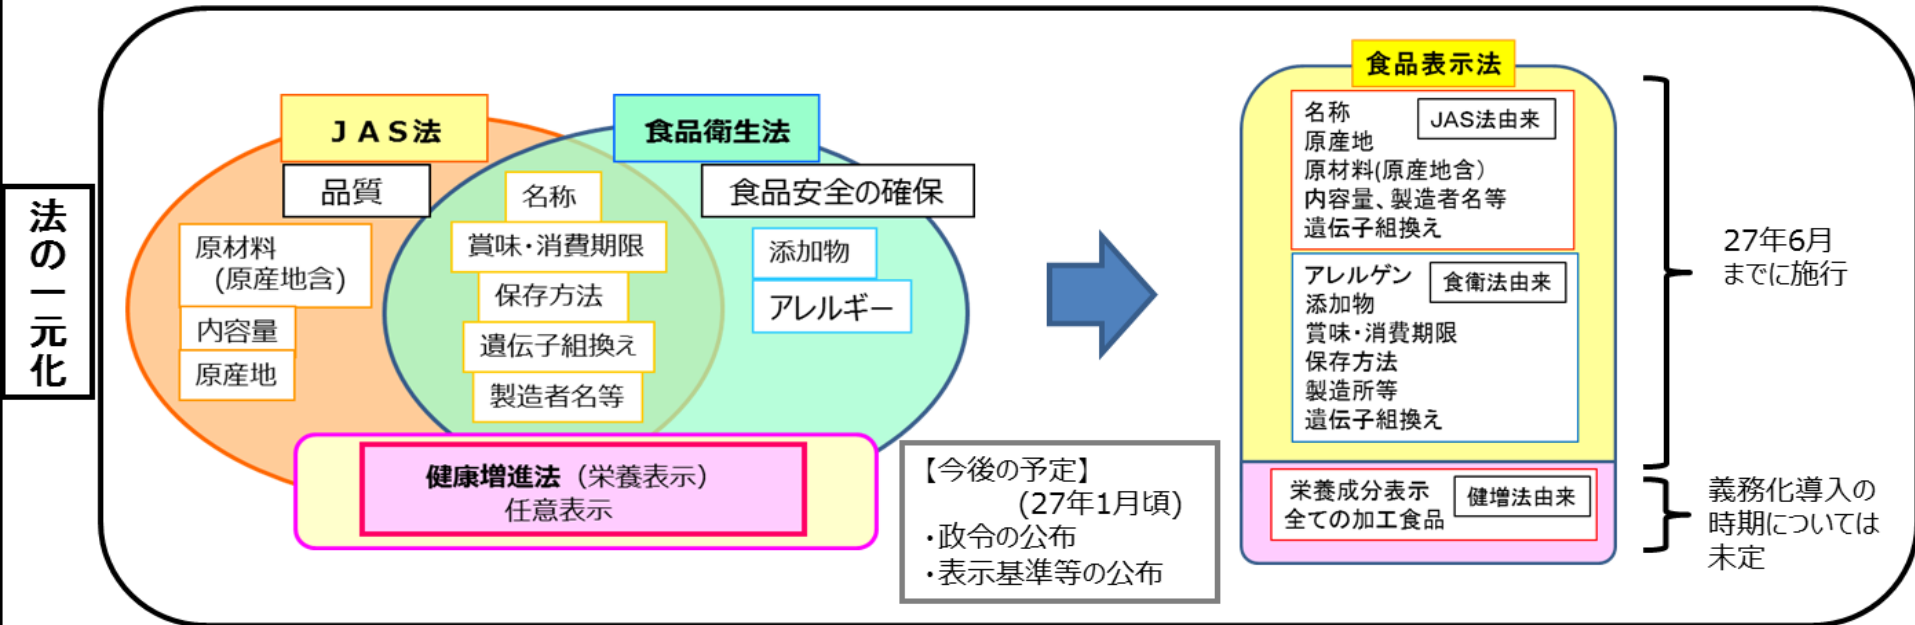 法の一元化
JAS法
品質
原材料
(原産地含)
内容量
原産地
名称
賞味・消費期限
保存方法
遺伝子組換え
製造者名等
食品衛生法
食品安全の確保
添加物
アレルギー
健康増進法（栄養表示）
任意表示
【今後の予定】
(27年1月頃)
・政令の公布
・表示基準等の公布
食品表示法
JAS法由来
名称
原産地
原材料(原産地含)
内容量、製造者名等
遺伝子組換え
食衛法由来
アレルゲン
添加物
賞味・消費期限
保存方法
製造所等
遺伝子組換え
栄養成分表示
全ての加工食品
健増法由来
27年6月
までに施行
義務化導入の
時期については
未定